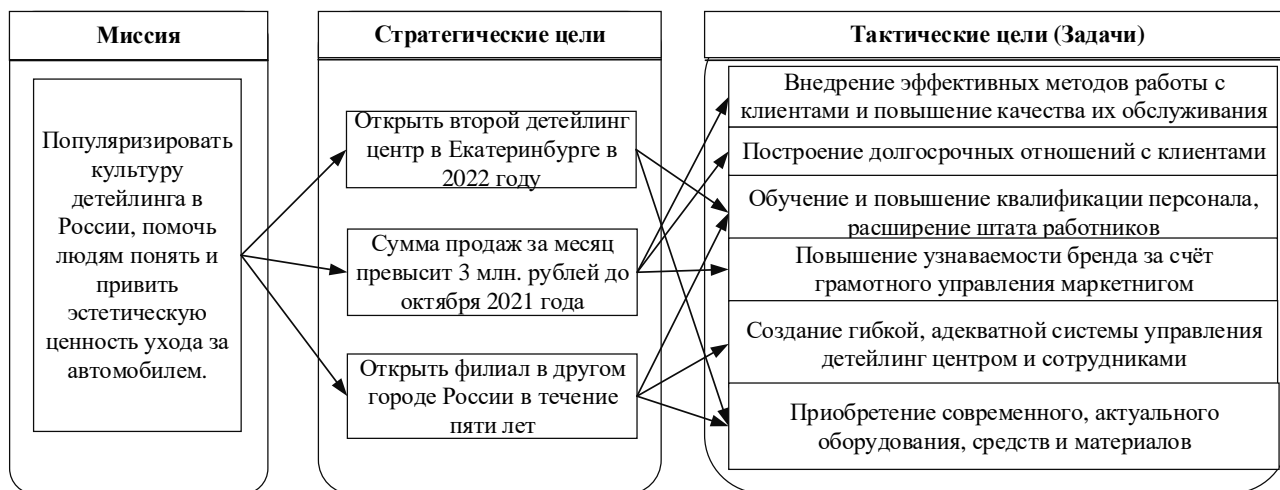 Миссия
Популяризировать
культуру
детейлинга в
России, помочь
людям понять и
привить
эстетическую
ценность ухода за
автомобилем.
Стратегические цели
Открыть второй детейлинг
центр в Екатеринбурге в
2022 году
Сумма продаж за месяц
превысит 3 млн. рублей до
октября 2021 года
Открыть филиал в другом
городе России в течение
пяти лет
Тактические цели (Задачи)
Внедрение эффективных методов работы с
клиентами и повышение качества их обслуживания
Построение долгосрочных отношений с клиентами
Обучение и повышение квалификации персонала,
расширение штата работников
Повышение узнаваемости бренда за счёт
грамотного управления маркетнигом
Создание гибкой, адекватной системы управления
детейлинг центром и сотрудниками
Приобретение современного, актуального
оборудования, средств и материалов